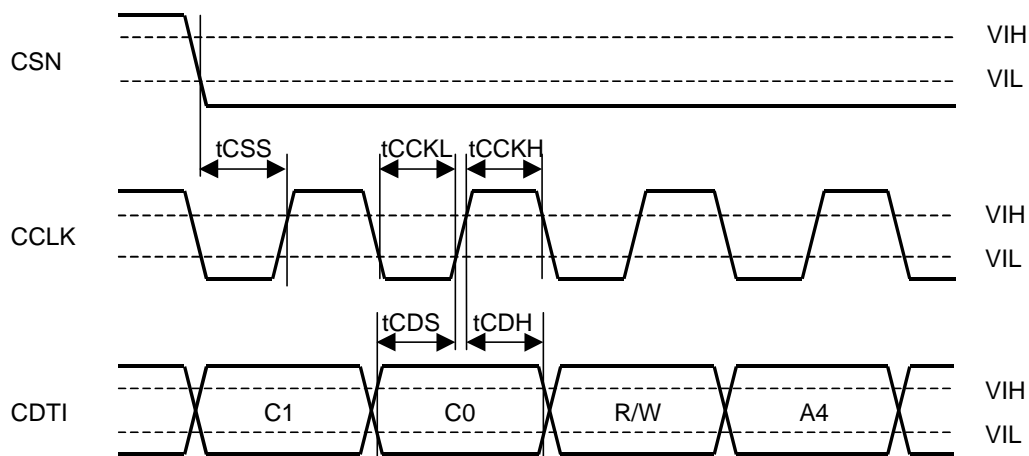 VIH
CSN
VIL
tCSS tCCKL tCCKH
VIH
CCLK
VIL
tCDS tCDH
VIH
CDTI C1 C0 R/W A4
VIL